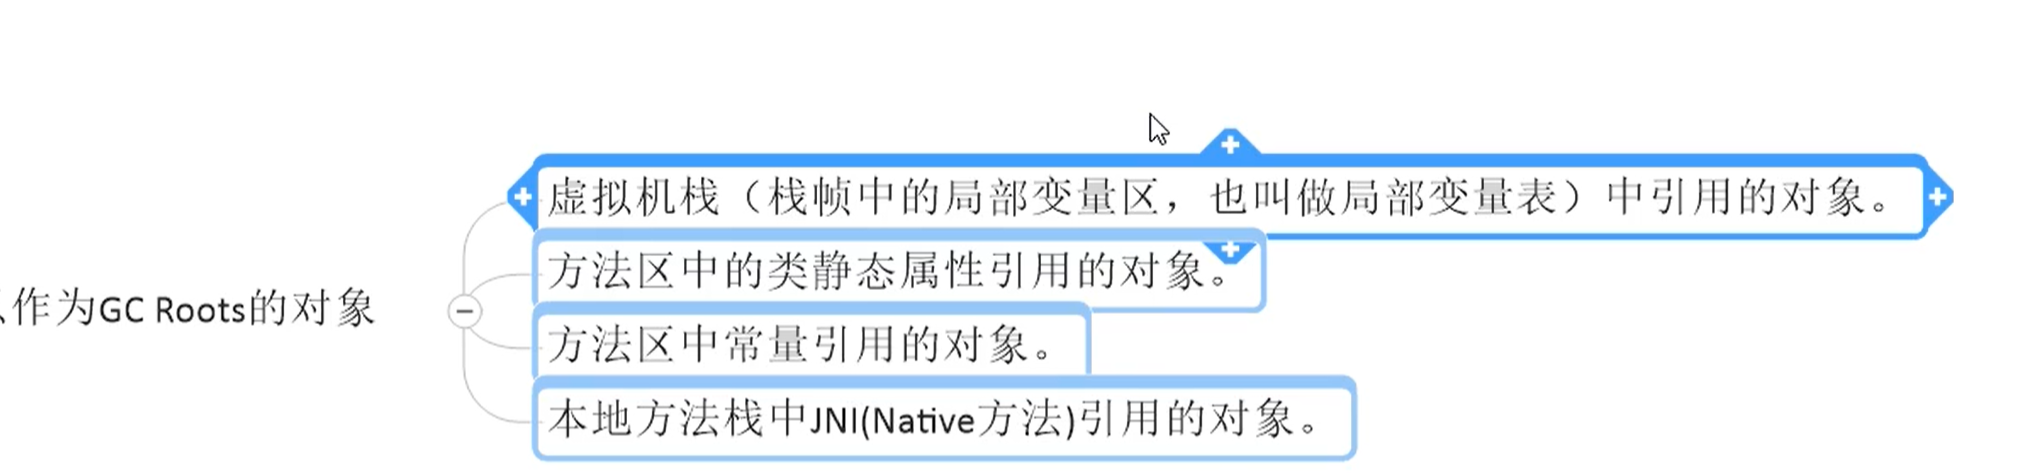 作为GC Roots的对象
虚拟机栈（栈帧中的局部变量区，也叫做局部变量表）中引用的对象。
方法区中的类静态属性引用的对象。
方法区中常量引用的对象。
本地方法栈中JNI(Native方法)引用的对象。